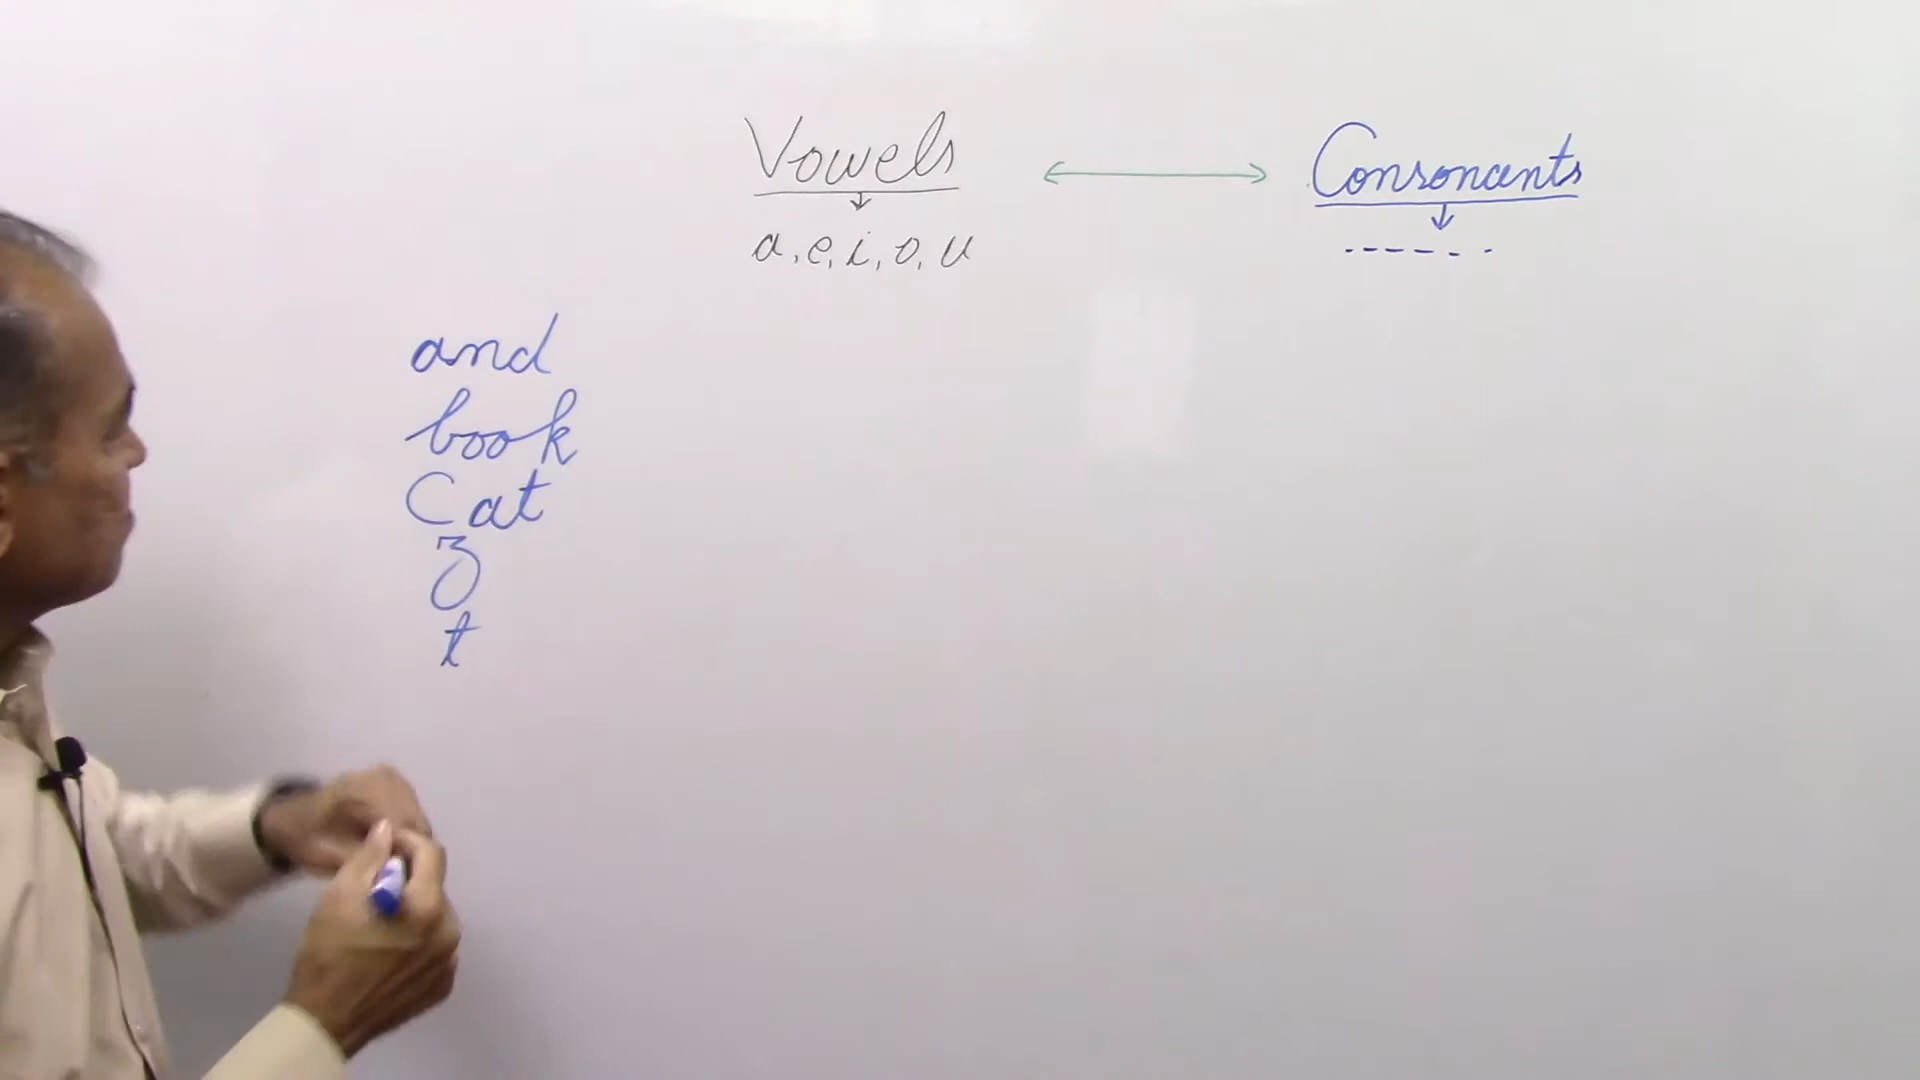 Vowels ↔ Consonants
↓ ↓
a, e, i, o, u ------
and
book
Cat
z
t